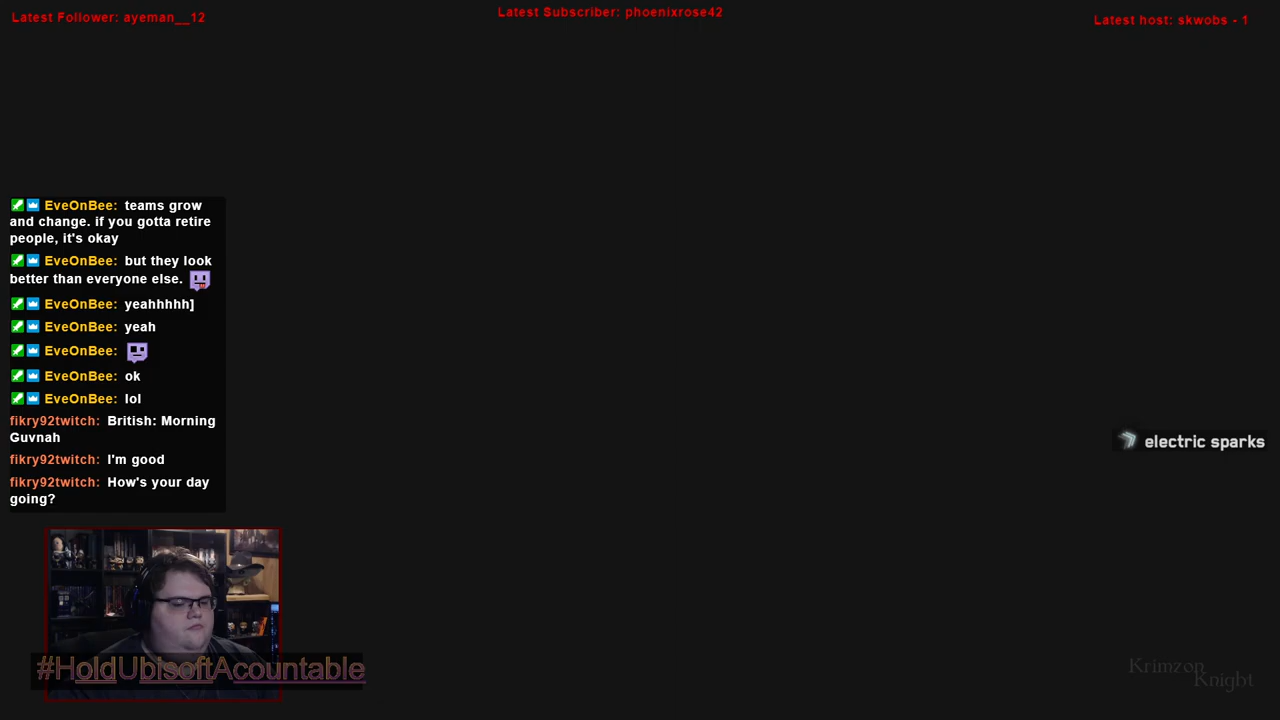 Latest Follower: ayeman__12
Latest Subscriber: phoenixrose42
Latest host: skwobs - 1
EveOnBee: teams grow
and change. if you gotta retire
people, it's okay
EveOnBee: but they look
better than everyone else.
EveOnBee: yeahhhhh]
EveOnBee: yeah
EveOnBee:
EveOnBee: ok
EveOnBee: lol
fikry92twitch: British: Morning
Guvnah
fikry92twitch: I'm good
fikry92twitch: How's your day
going?
electric sparks
#HoldUbisoftAcountable
Krimzon
Knight